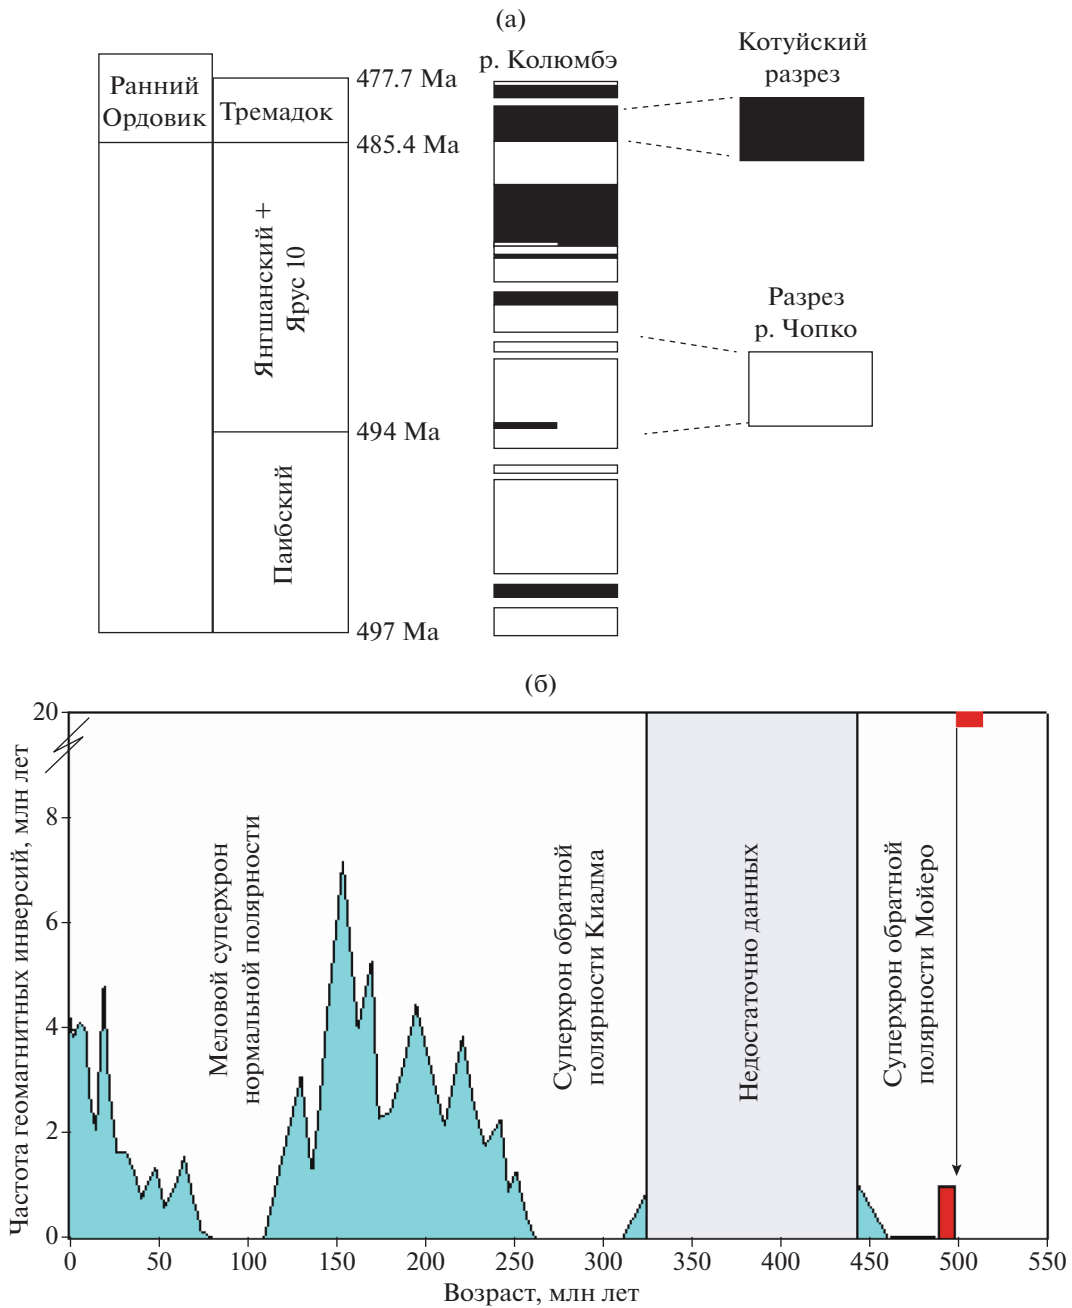 (а)
Ранний
Ордовик
Тремадок
477.7 Ма
485.4 Ма
Янгшанский +
Ярус 10
494 Ма
Паибский
497 Ма
р. Колюмбэ
Котуйский
разрез
Разрез
р. Чопко
(б)
Частота геомагнитных инверсий, млн лет
20
8
6
4
2
0
Меловой суперхрон
нормальной полярности
Суперхрон обратной
полярности Киалма
Недостаточно данных
Суперхрон обратной
полярности Мойеро
0 50 100 150 200 250 300 350 400 450 500 550
Возраст, млн лет